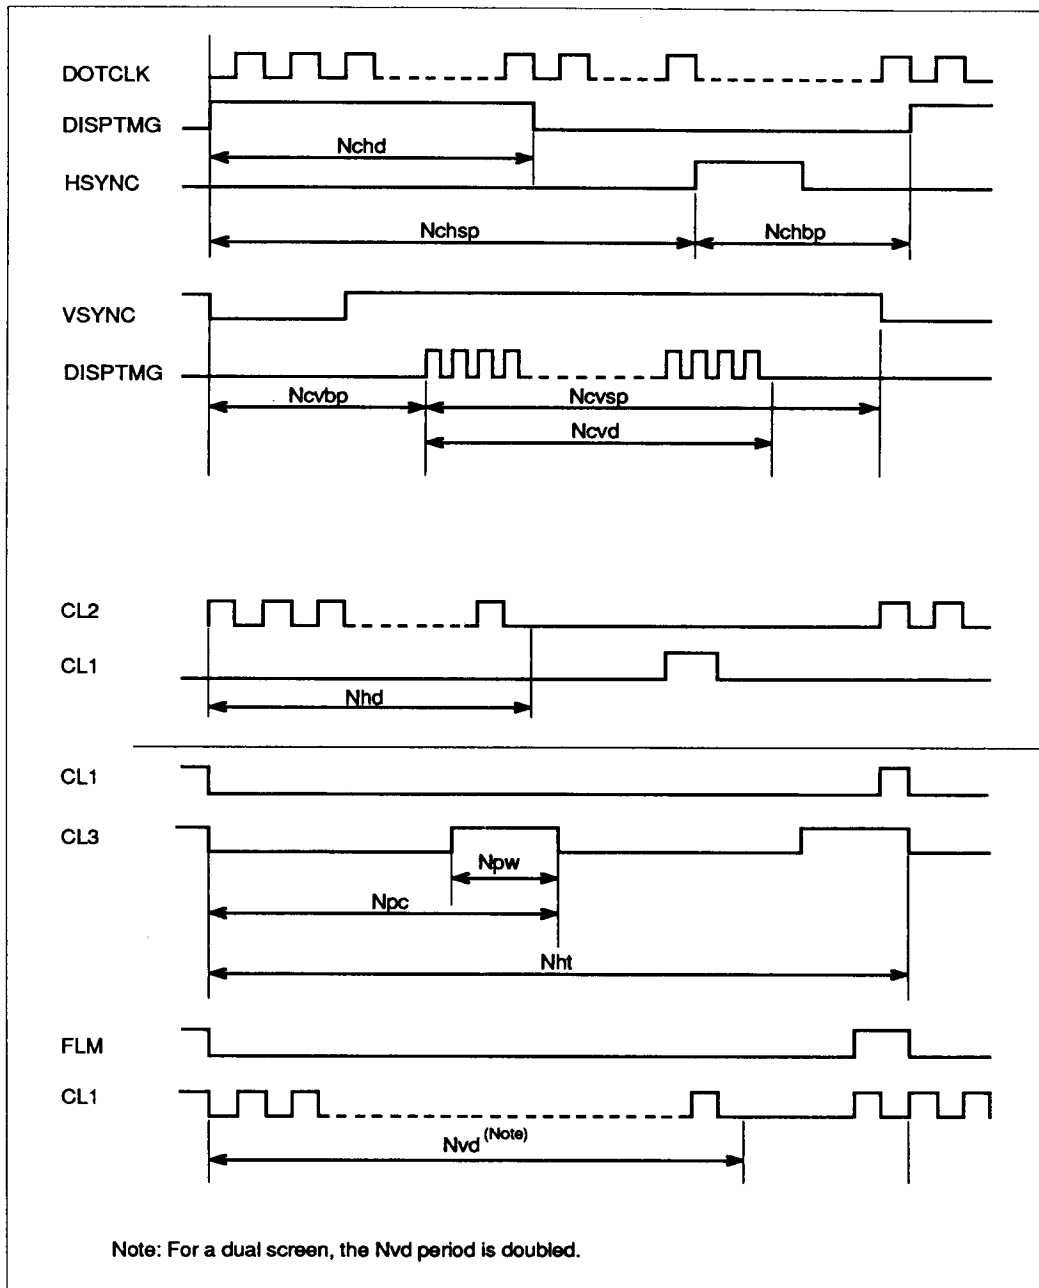 DOTCLK
DISPTMG
Nchd
HSYNC
Nchsp
Nchbp
VSYNC
DISPTMG
Ncvbp
Ncvsp
Ncvd
CL2
CL1
Nhd
CL1
CL3
Npw
Npc
Nht
FLM
CL1
Nvd (Note)
Note: For a dual screen, the Nvd period is doubled.